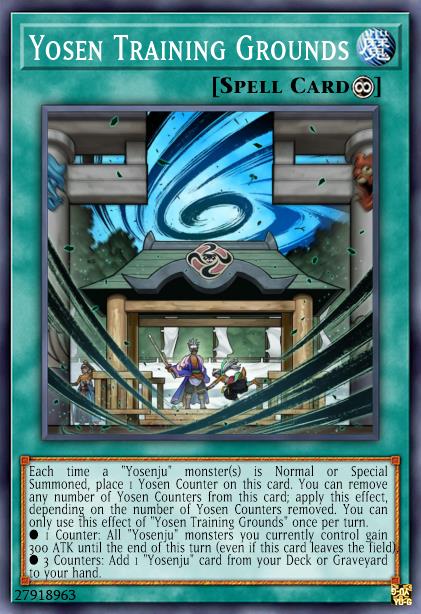 YOSEN TRAINING GROUNDS 魔
[SPELL CARD]
Each time a "Yosenju" monster(s) is Normal or Special
Summoned, place 1 Yosen Counter on this card. You can remove
any number of Yosen Counters from this card; apply this effect,
depending on the number of Yosen Counters removed. You can
only use this effect of "Yosen Training Grounds" once per turn.
● 1 Counter: All "Yosenju" monsters you currently control gain
300 ATK until the end of this turn (even if this card leaves the field).
● 3 Counters: Add 1 "Yosenju" card from your Deck or Graveyard
to your hand.
27918963